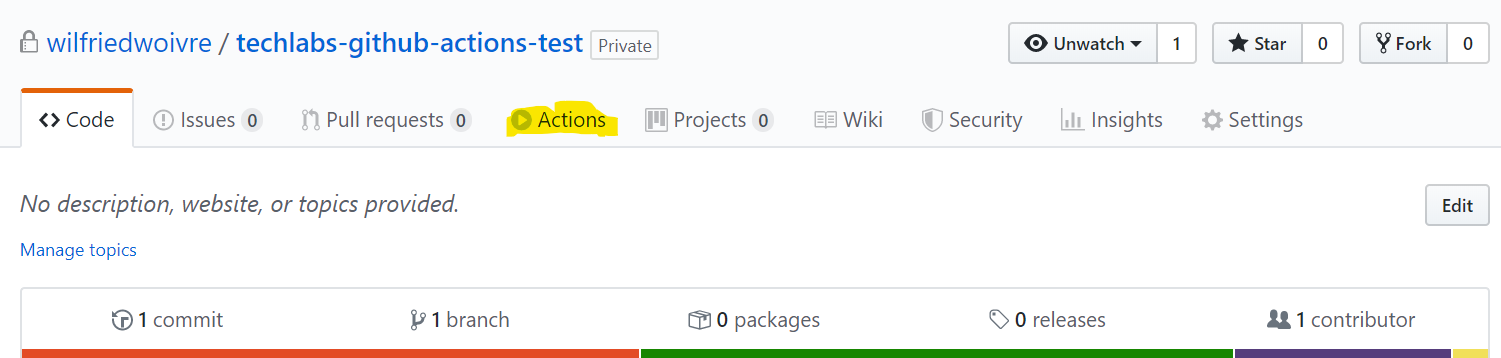 wilfriedwoivre / techlabs-github-actions-test Private Unwatch 1 Star 0 Fork 0
Code Issues 0 Pull requests 0 Actions Projects 0 Wiki Security Insights Settings
No description, website, or topics provided. Edit
Manage topics
1 commit 1 branch 0 packages 0 releases 1 contributor